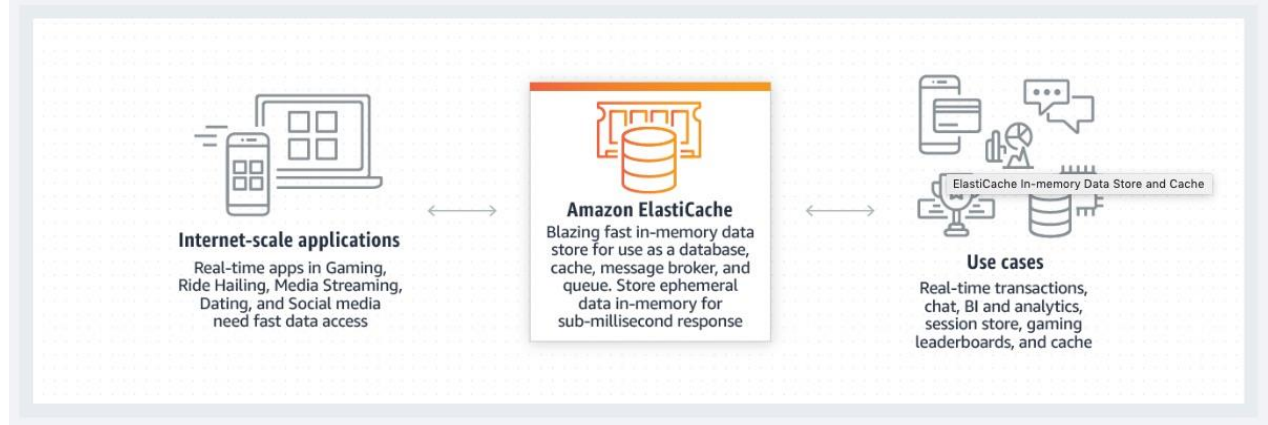 Internet-scale applications
Real-time apps in Gaming,
Ride Hailing, Media Streaming,
Dating, and Social media
need fast data access
Amazon ElastiCache
Blazing fast in-memory data
store for use as a database,
cache, message broker, and
queue. Store ephemeral
data in-memory for
sub-millisecond response
ElastiCache In-memory Data Store and Cache
Use cases
Real-time transactions,
chat, BI and analytics,
session store, gaming
leaderboards, and cache